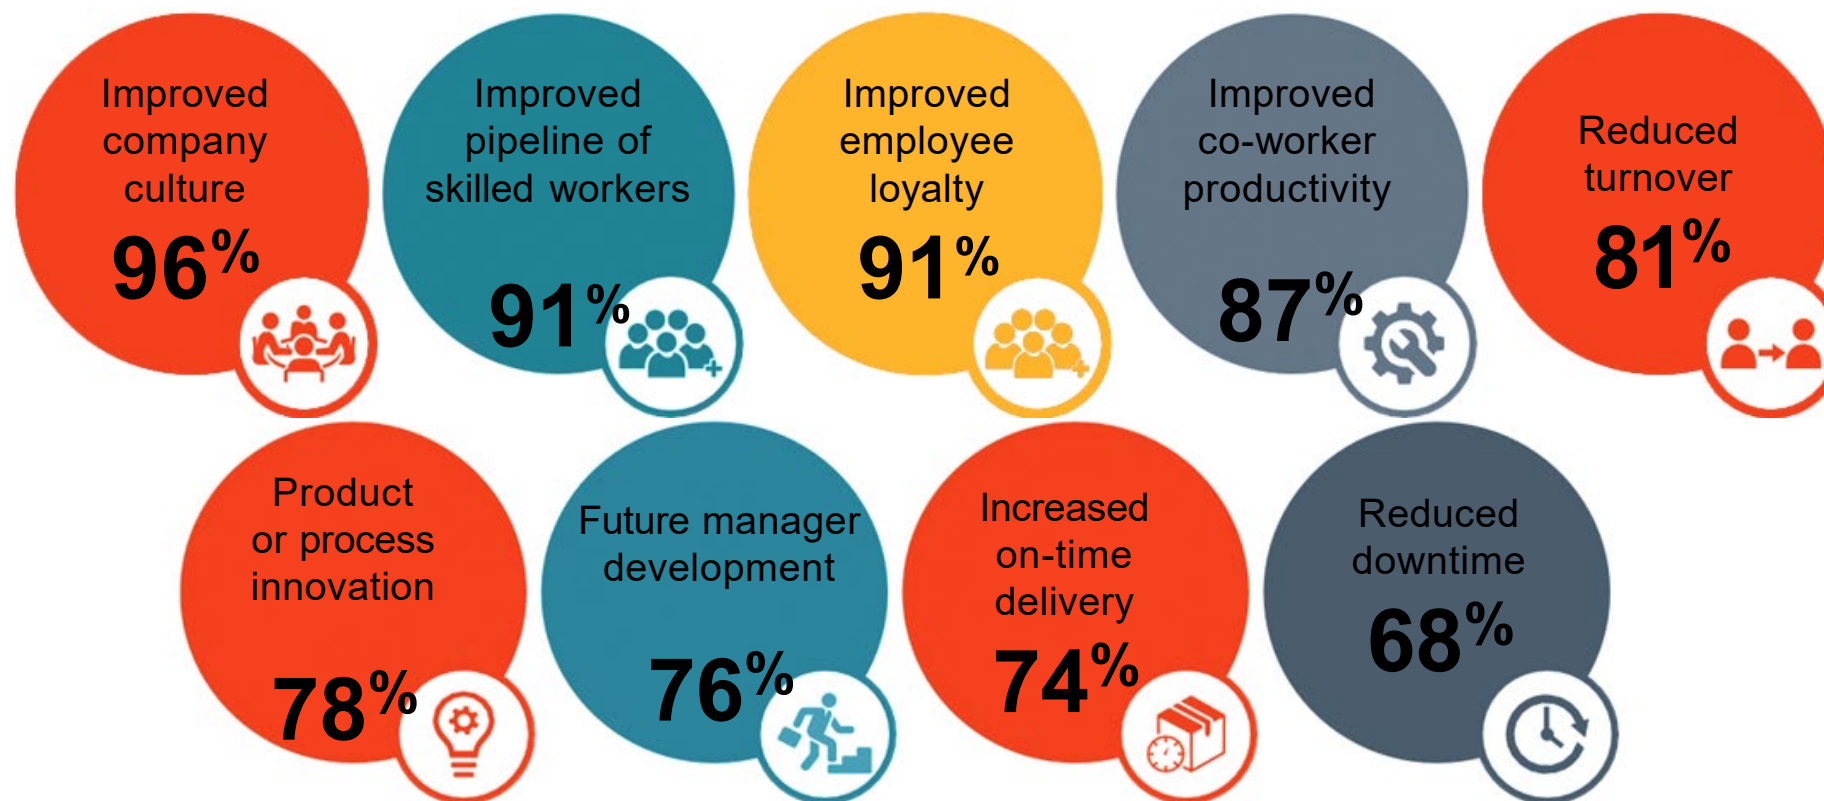 Improved
company
culture
96%
Improved
pipeline of
skilled workers
91%
Improved
employee
loyalty
91%
Improved
co-worker
productivity
87%
Reduced
turnover
81%
Product
or process
innovation
78%
Future manager
development
76%
Increased
on-time
delivery
74%
Reduced
downtime
68%